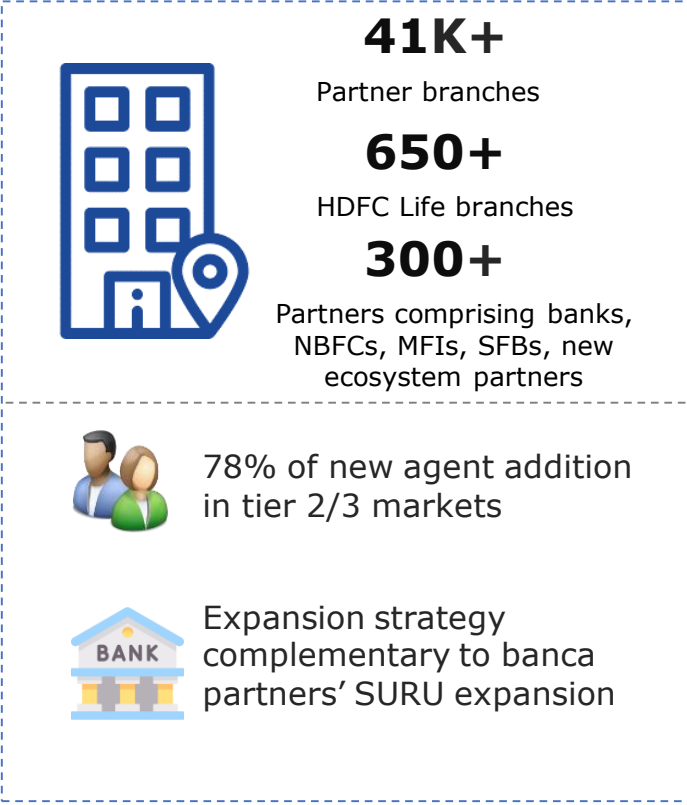 41K+
Partner branches
650+
HDFC Life branches
300+
Partners comprising banks,
NBFCs, MFIs, SFBs, new
ecosystem partners
78% of new agent addition
in tier 2/3 markets
Expansion strategy
complementary to banca
partners’ SURU expansion
BANK